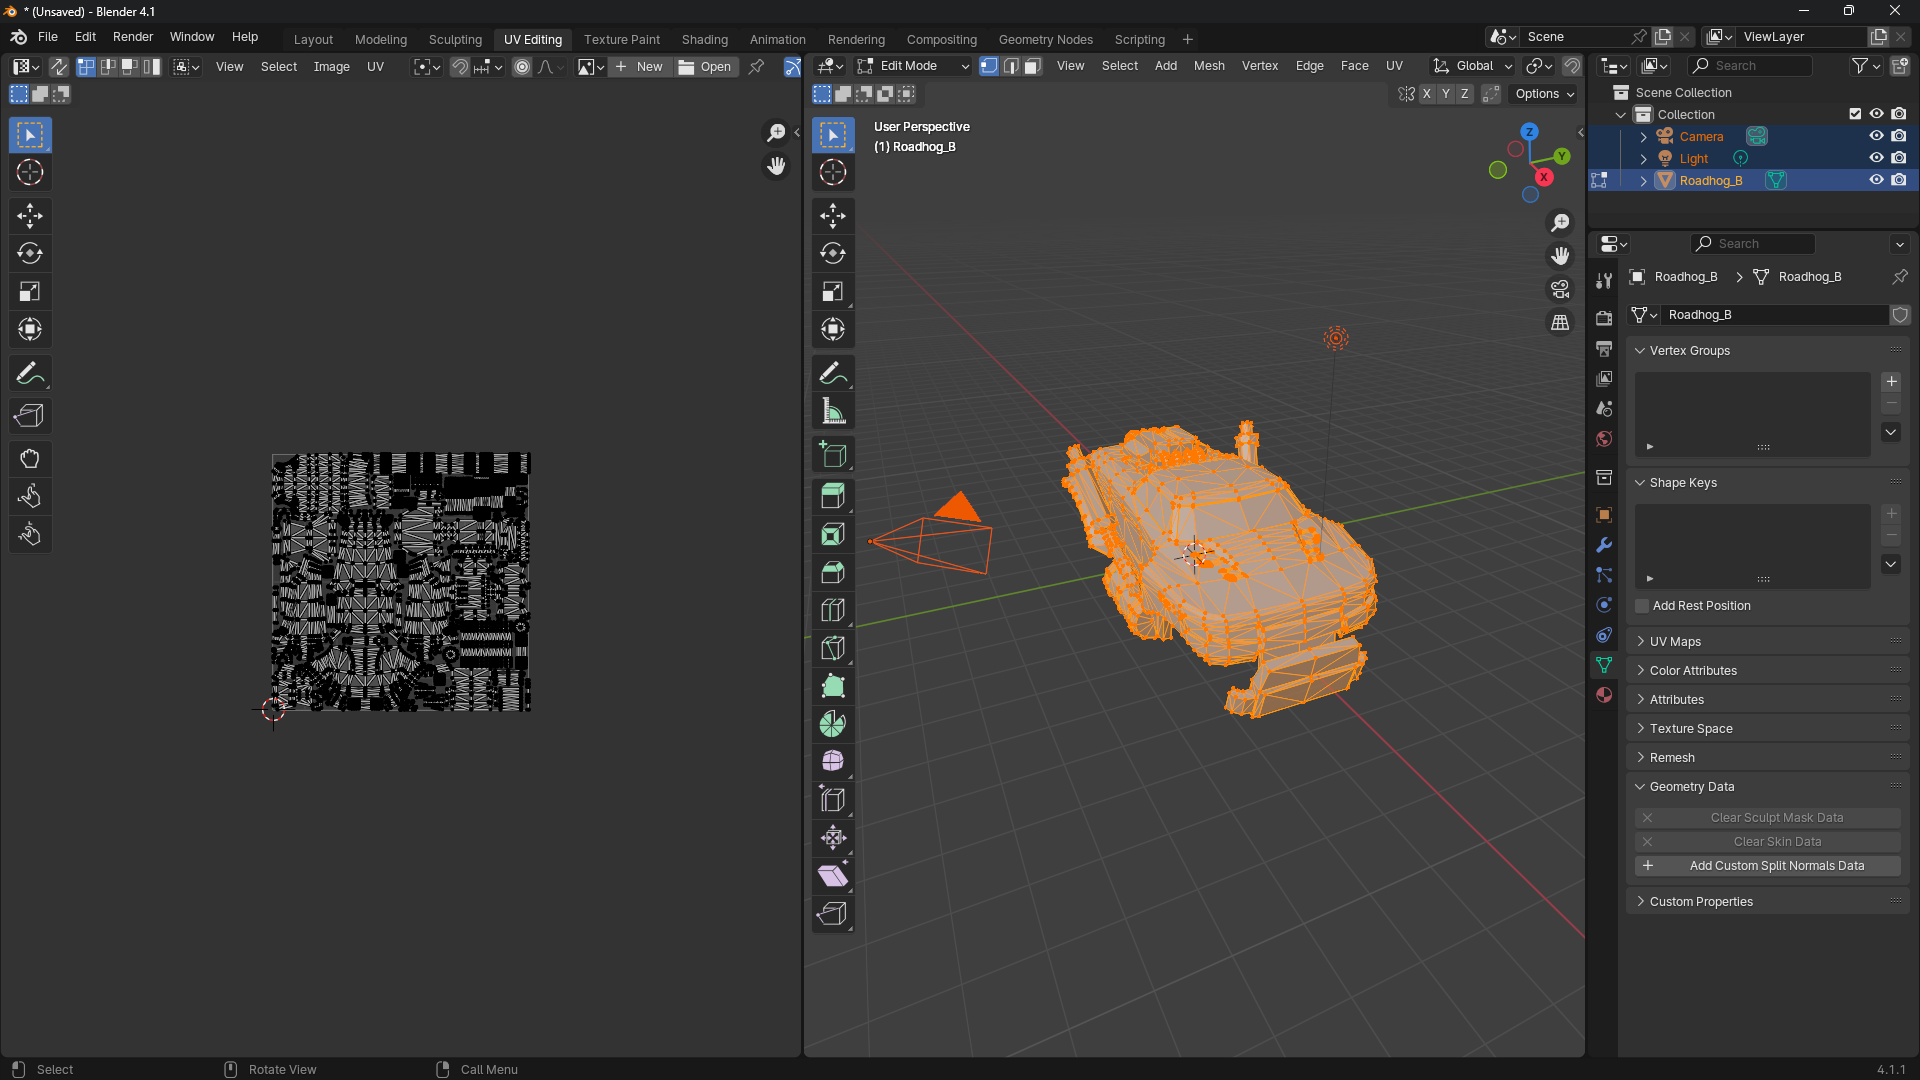 * (Unsaved) - Blender 4.1
File Edit Render Window Help
Layout Modeling Sculpting UV Editing Texture Paint Shading Animation Rendering Compositing Geometry Nodes Scripting +
Scene
ViewLayer
View Select Image UV
New
Open
Edit Mode
View Select Add Mesh Vertex Edge Face UV
Global
X Y Z
Options
User Perspective
(1) Roadhog_B
Z
Y
X
Search
Scene Collection
Collection
Camera
Light
Roadhog_B
Search
Roadhog_B > Roadhog_B
Roadhog_B
Vertex Groups
Shape Keys
Add Rest Position
UV Maps
Color Attributes
Attributes
Texture Space
Remesh
Geometry Data
Clear Sculpt Mask Data
Clear Skin Data
Add Custom Split Normals Data
Custom Properties
Select
Rotate View
Call Menu
4.1.1